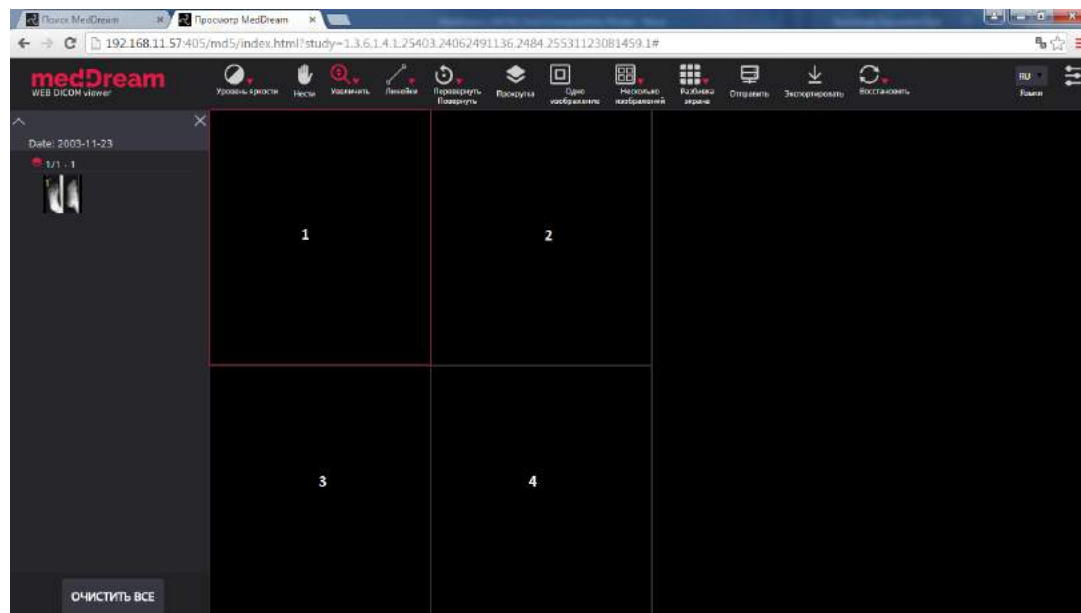 Поиск MedDream
Просмотр MedDream
192.168.11.57:405/md5/index.html?study=1.3.6.1.4.1.25403.24062491136.2484.25531123081459.1#
medDream
WEB DICOM viewer
Уровень яркости
Нести
Увеличить
Линейки
Перевернуть
Повернуть
Прокрутка
Одно
изображение
Несколько
изображений
Разбивка
экрана
Отправить
Экспортировать
Восстановить
RU
Языки
Date: 2003-11-23
1/1 - 1
1
2
3
4
ОЧИСТИТЬ ВСЕ